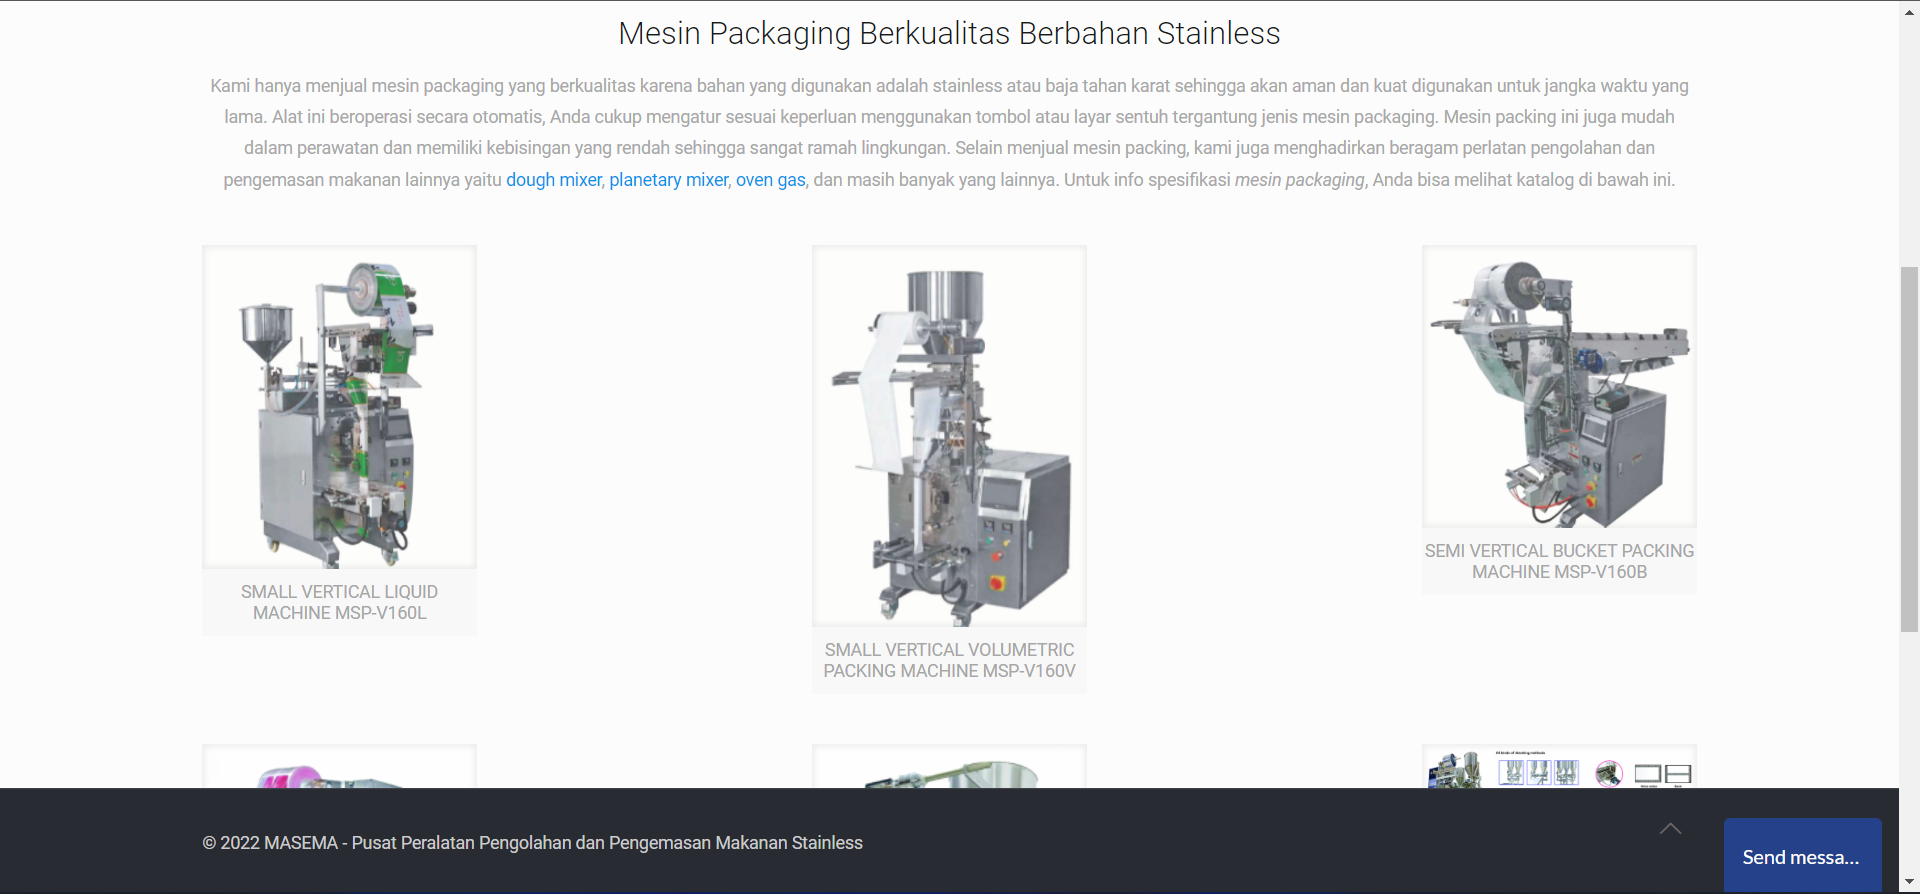 Mesin Packaging Berkualitas Berbahan Stainless
Kami hanya menjual mesin packaging yang berkualitas karena bahan yang digunakan adalah stainless atau baja tahan karat sehingga akan aman dan kuat digunakan untuk jangka waktu yang
lama. Alat ini beroperasi secara otomatis, Anda cukup mengatur sesuai keperluan menggunakan tombol atau layar sentuh tergantung jenis mesin packaging. Mesin packing ini juga mudah
dalam perawatan dan memiliki kebisingan yang rendah sehingga sangat ramah lingkungan. Selain menjual mesin packing, kami juga menghadirkan beragam perlatan pengolahan dan
pengemasan makanan lainnya yaitu dough mixer, planetary mixer, oven gas, dan masih banyak yang lainnya. Untuk info spesifikasi mesin packaging, Anda bisa melihat katalog di bawah ini.
SMALL VERTICAL LIQUID
MACHINE MSP-V160L
SMALL VERTICAL VOLUMETRIC
PACKING MACHINE MSP-V160V
SEMI VERTICAL BUCKET PACKING
MACHINE MSP-V160B
© 2022 MASEMA - Pusat Peralatan Pengolahan dan Pengemasan Makanan Stainless
Send messa...